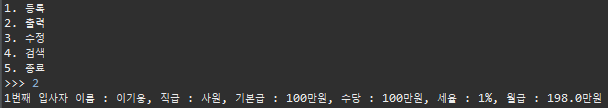 1. 등록
2. 출력
3. 수정
4. 검색
5. 종료
>>> 2
1번째 입사자 이름 : 이기웅, 직급 : 사원, 기본급 : 100만원, 수당 : 100만원, 세율 : 1%, 월급 : 198.0만원